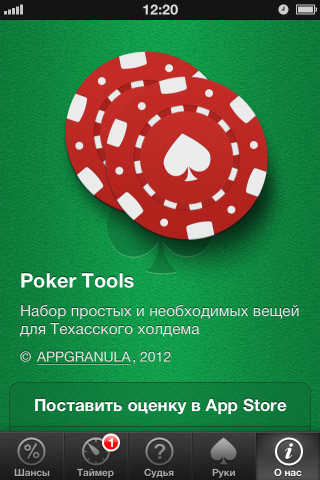 12:20
Poker Tools
Набор простых и необходимых вещей
для Техасского холдема
© APPGRANULA, 2012
Поставить оценку в App Store
%
1
?
i
Шансы Таймер Судья Руки О нас